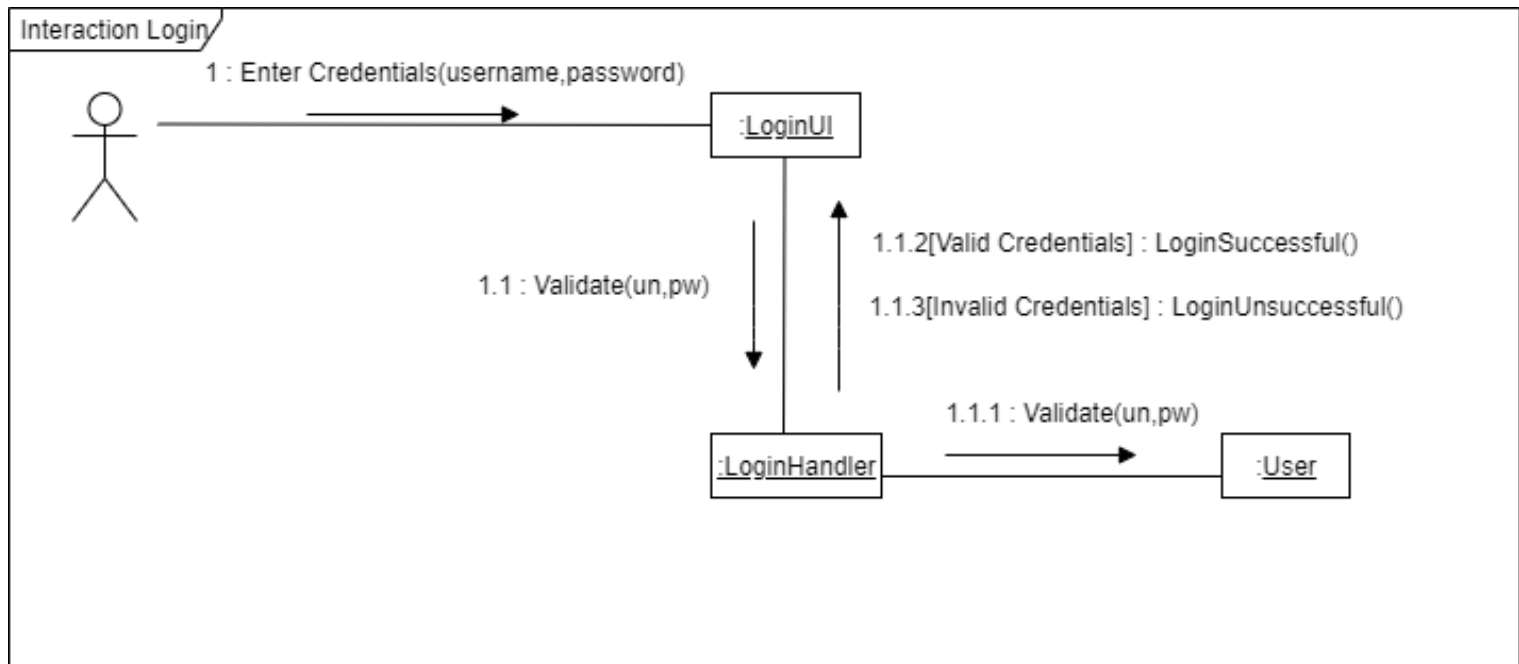 Interaction Login
1 : Enter Credentials(username,password)
:LoginUI
1.1.2[Valid Credentials] : LoginSuccessful()
1.1 : Validate(un,pw)
1.1.3[Invalid Credentials] : LoginUnsuccessful()
1.1.1 : Validate(un,pw)
:LoginHandler
:User